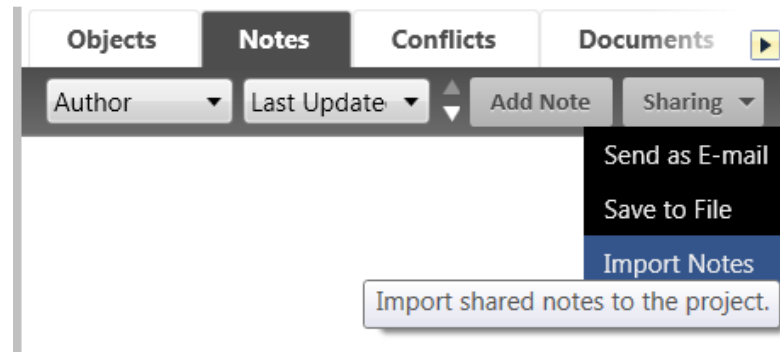 Objects Notes Conflicts Documents
Author Last Update Add Note Sharing
Send as E-mail
Save to File
Import Notes
Import shared notes to the project.